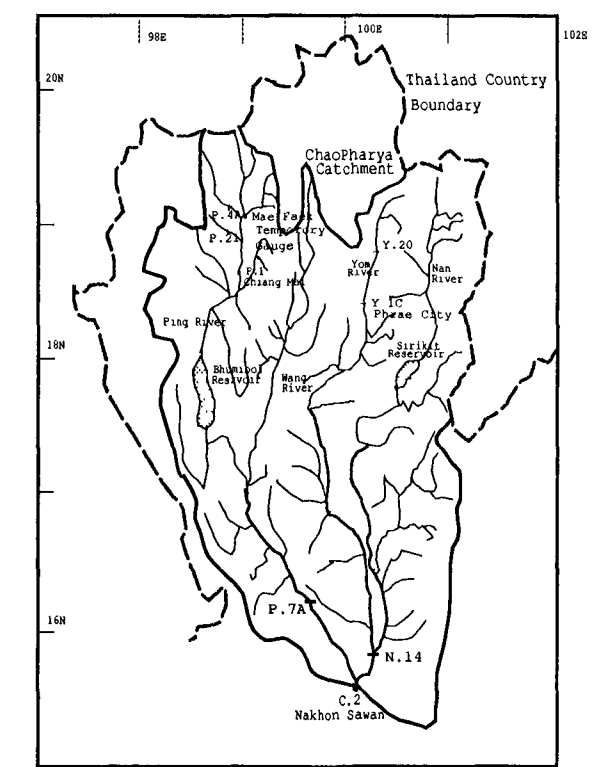 98E
100E
102E
20N
Thailand Country
Boundary
ChaoPharya
Catchment
P.4A
Mae Faek
Temporory
Gauge
P.21
Y.20
Yom
River
Nan
River
P.1
Chiang Mai
Y 1C
Phrae City
Ping River
18N
Sirikit
Reservoir
Bhumibol
Wang
River
16N
P.7A
N.14
C.2
Nakhon Sawan